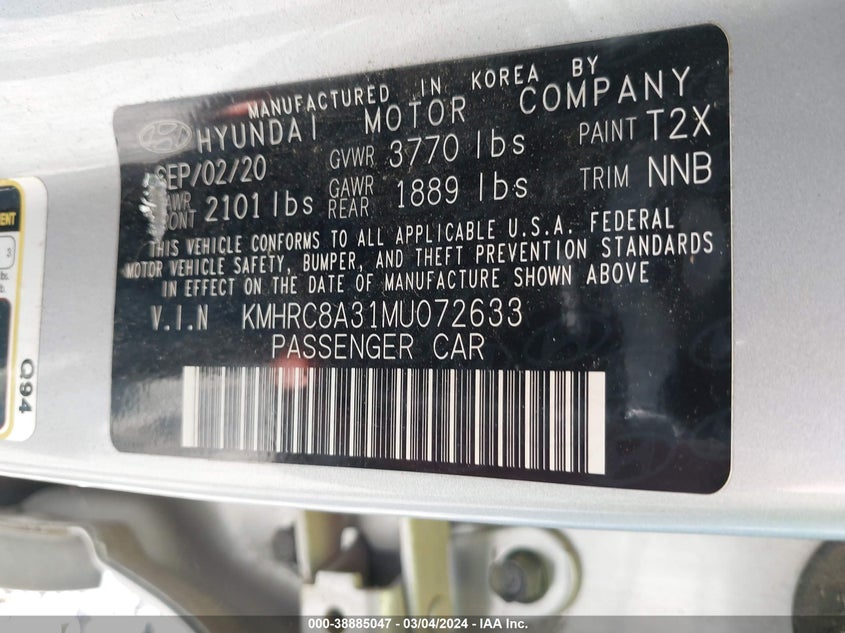 MANUFACTURED IN KOREA BY
HYUNDAI MOTOR COMPANY
SEP/02/20 GVWR 3770 lbs PAINT T2X
GAWR FRONT 2101 lbs GAWR REAR 1889 lbs TRIM NNB
THIS VEHICLE CONFORMS TO ALL APPLICABLE U.S.A. FEDERAL
MOTOR VEHICLE SAFETY, BUMPER, AND THEFT PREVENTION STANDARDS
IN EFFECT ON THE DATE OF MANUFACTURE SHOWN ABOVE
V.I.N KMHRC8A31MU072633
PASSENGER CAR
3
Q94
000-38885047 - 03/04/2024 - IAA Inc.